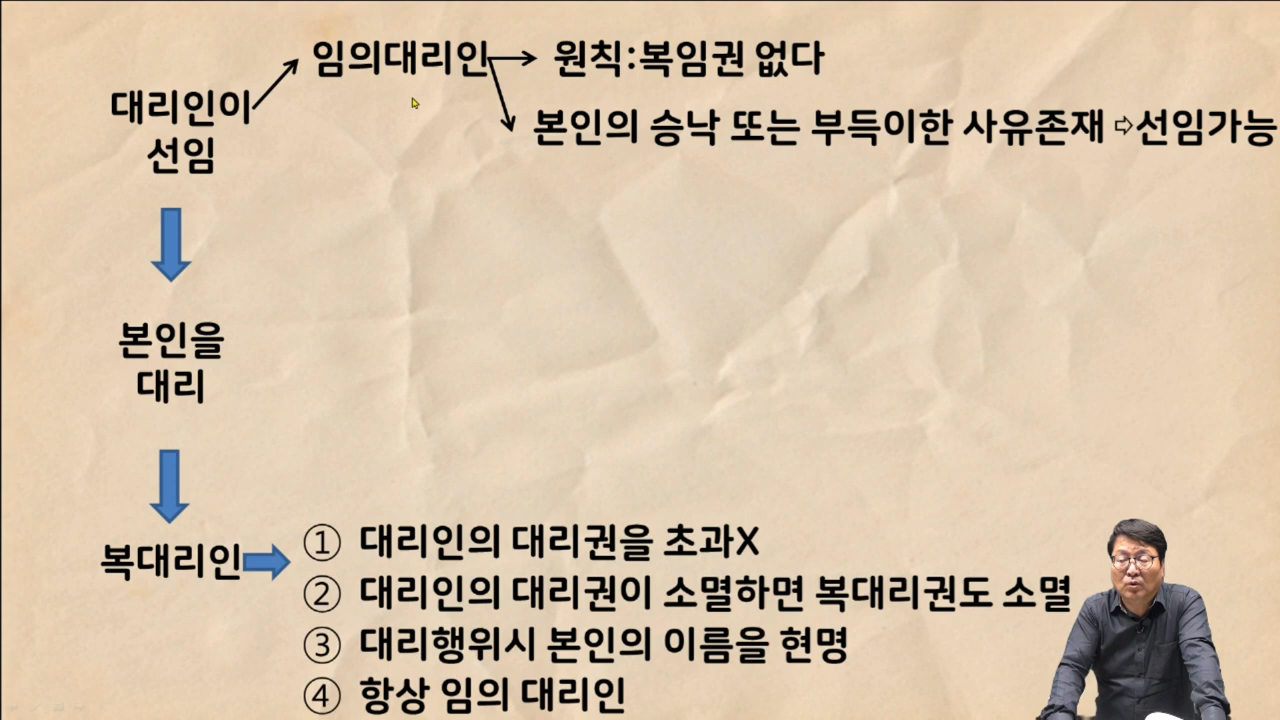 임의대리인 → 원칙:복임권 없다
대리인이
선임
본인의 승낙 또는 부득이한 사유존재 ⇨선임가능
본인을
대리
복대리인
① 대리인의 대리권을 초과X
② 대리인의 대리권이 소멸하면 복대리권도 소멸
③ 대리행위시 본인의 이름을 현명
④ 항상 임의 대리인